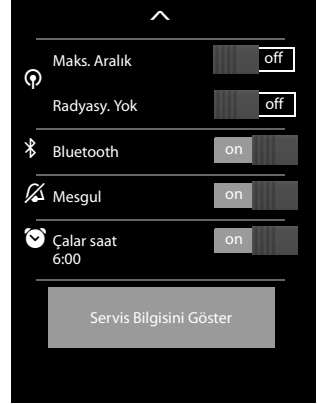 Maks. Aralık off
Radyasy. Yok off
Bluetooth on
Mesgul on
Çalar saat on
6:00
Servis Bilgisini Göster